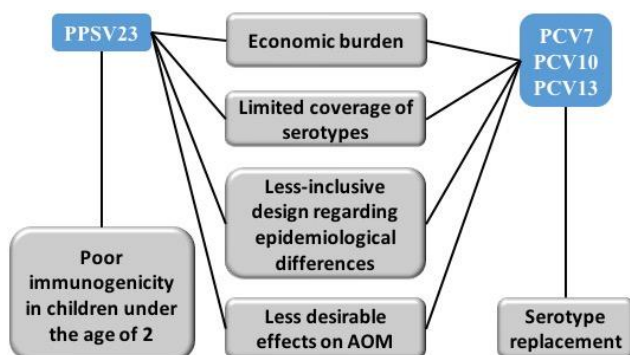 PPSV23
Economic burden
PCV7
PCV10
PCV13
Limited coverage of
serotypes
Less-inclusive
design regarding
epidemiological
differences
Poor
immunogenicity
in children under
the age of 2
Less desirable
effects on AOM
Serotype
replacement